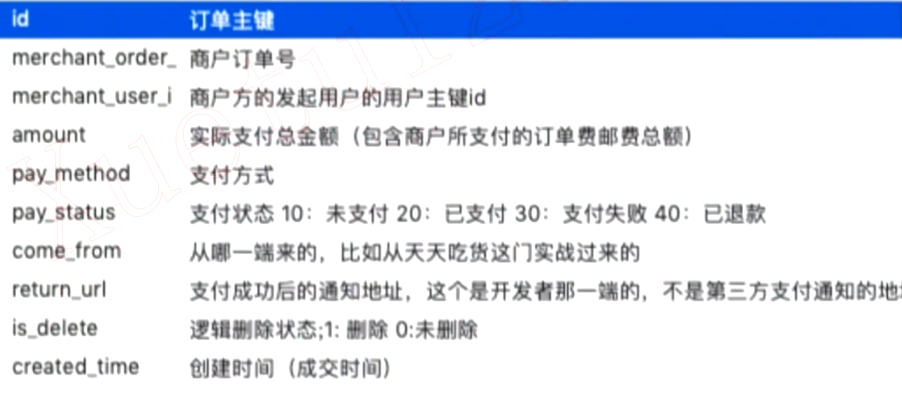 id 订单主键
merchant_order_ 商户订单号
merchant_user_i 商户方的发起用户的用户主键id
amount 实际支付总金额（包含商户所支付的订单费邮费总额）
pay_method 支付方式
pay_status 支付状态 10：未支付 20：已支付 30：支付失败 40：已退款
come_from 从哪一端来的，比如从天天吃货这门实战过来的
return_url 支付成功后的通知地址，这个是开发者那一端的，不是第三方支付通知的地
is_delete 逻辑删除状态;1: 删除 0:未删除
created_time 创建时间（成交时间）